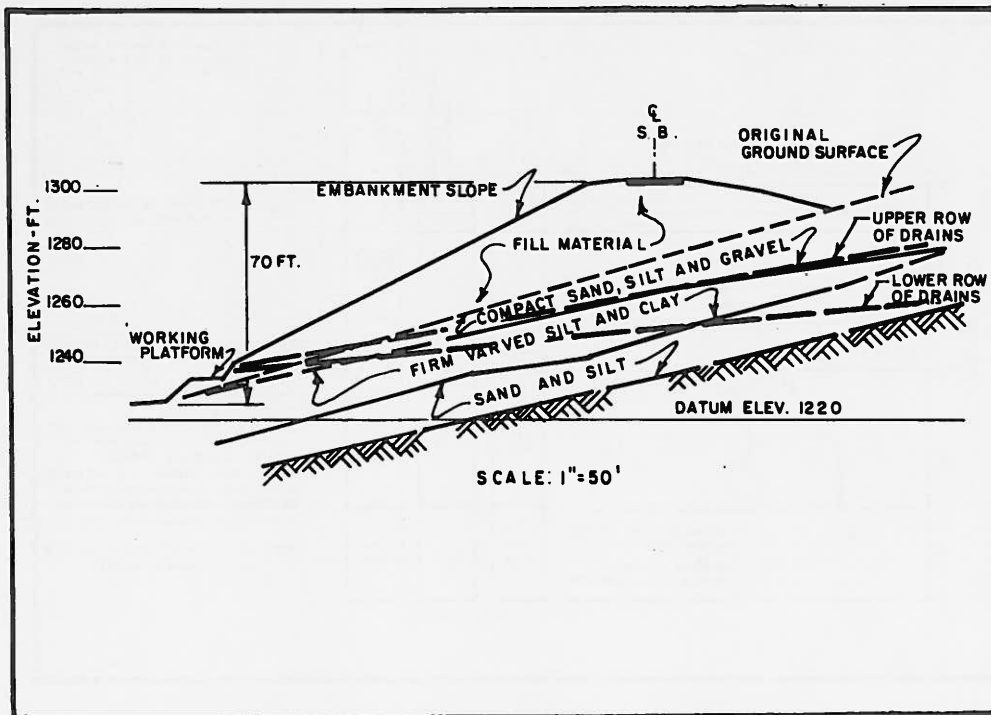 ℄
S.B.
ORIGINAL
GROUND SURFACE
1300
EMBANKMENT SLOPE
UPPER ROW
OF DRAINS
1280
FILL MATERIAL
70 FT.
ELEVATION-FT.
COMPACT SAND, SILT AND GRAVEL
LOWER ROW
OF DRAINS
1260
WORKING
PLATFORM
FIRM VARVED SILT AND CLAY
1240
SAND AND SILT
DATUM ELEV. 1220
SCALE: 1"=50'